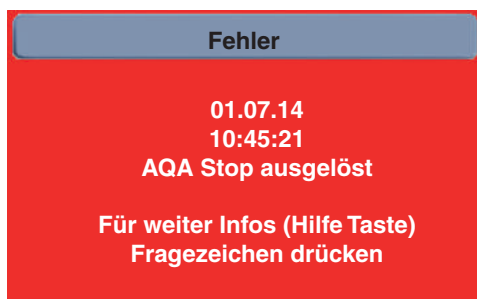 Fehler
01.07.14
10:45:21
AQA Stop ausgelöst
Für weiter Infos (Hilfe Taste)
Fragezeichen drücken